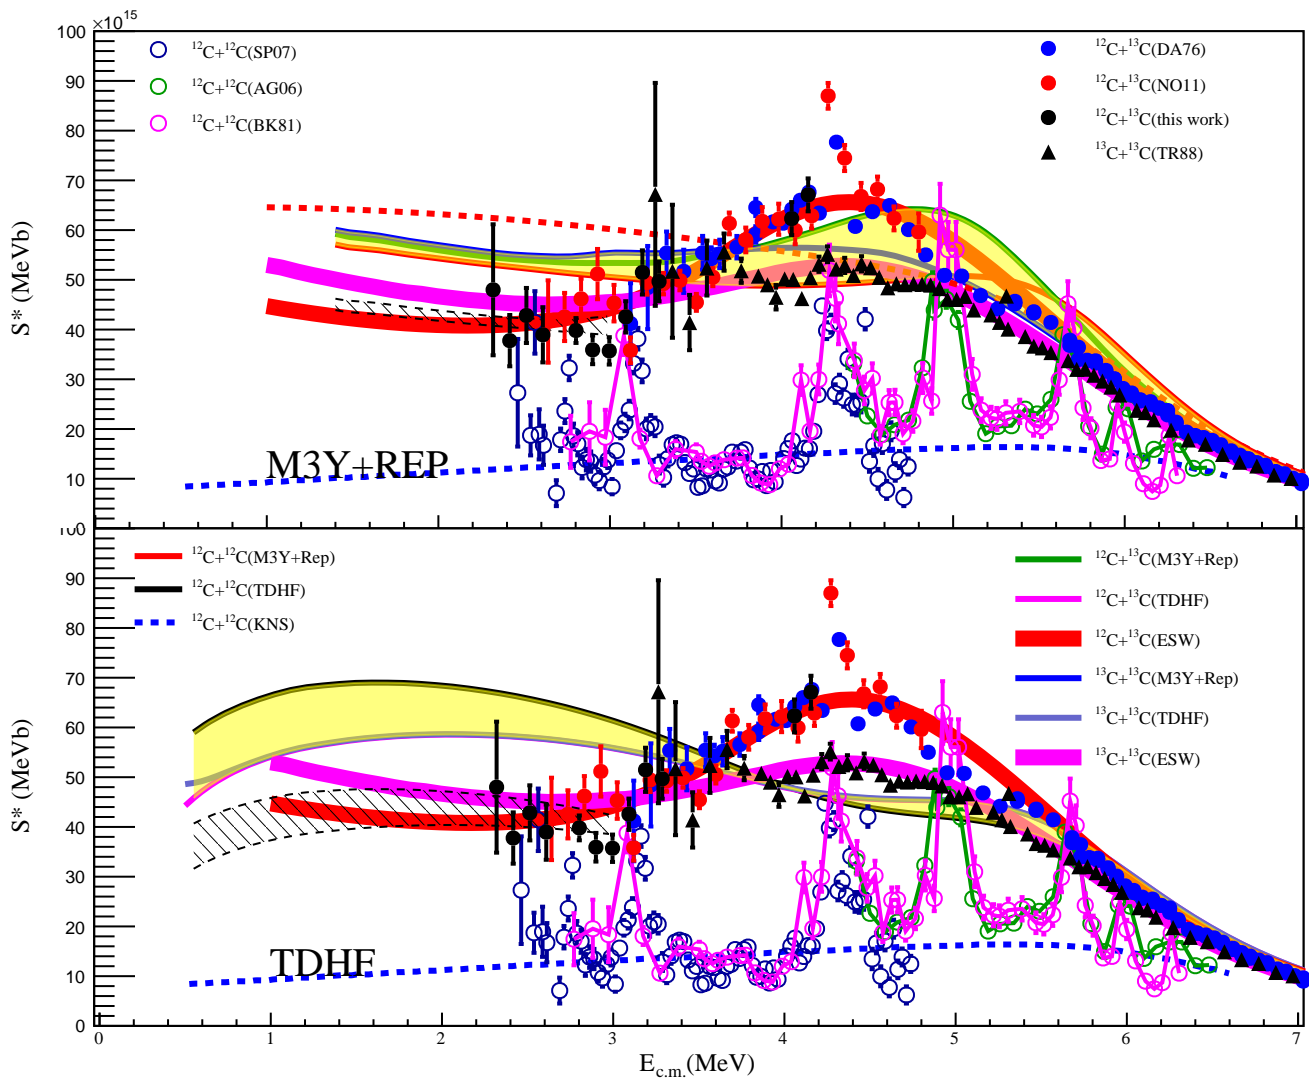 ×10¹⁵
100
90
80
70
60
50
40
30
20
10
S* (MeVb)
¹²C+¹²C(SP07)
¹²C+¹²C(AG06)
¹²C+¹²C(BK81)
¹²C+¹³C(DA76)
¹²C+¹³C(NO11)
¹²C+¹³C(this work)
¹³C+¹³C(TR88)
M3Y+REP
100
90
80
70
60
50
40
30
20
10
0
S* (MeVb)
¹²C+¹²C(M3Y+Rep)
¹²C+¹²C(TDHF)
¹²C+¹²C(KNS)
¹²C+¹³C(M3Y+Rep)
¹²C+¹³C(TDHF)
¹²C+¹³C(ESW)
¹³C+¹³C(M3Y+Rep)
¹³C+¹³C(TDHF)
¹³C+¹³C(ESW)
TDHF
0 1 2 3 4 5 6 7
E_c.m.(MeV)